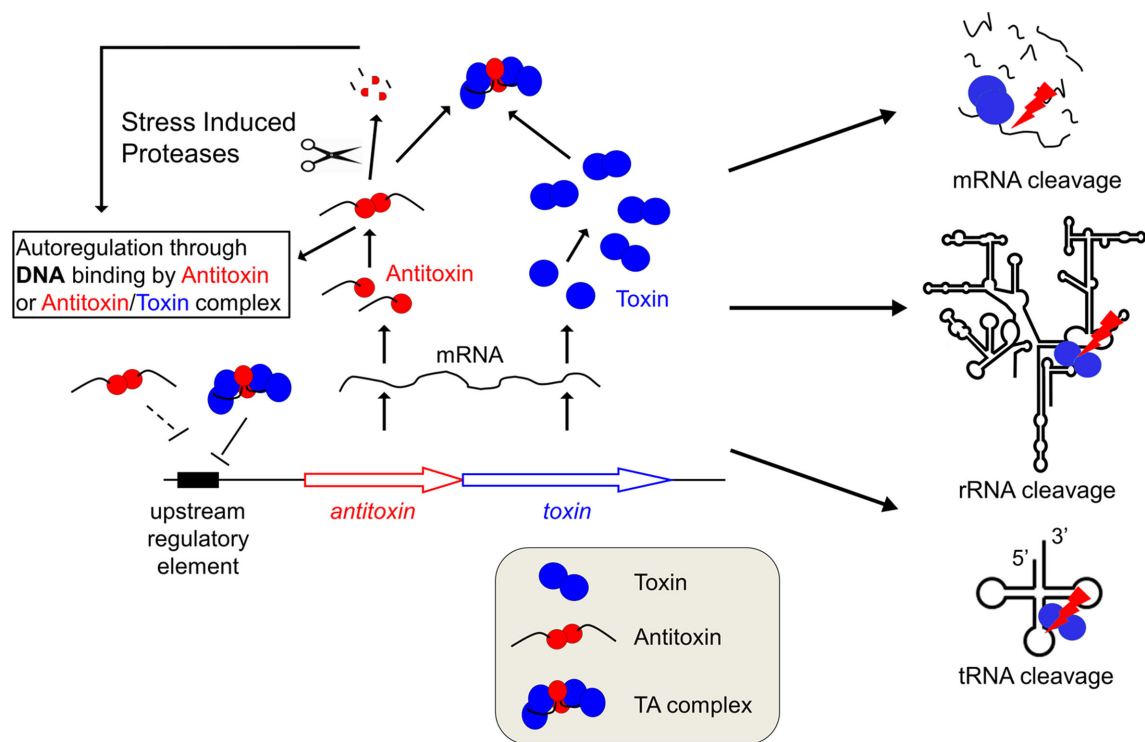 Stress Induced
Proteases
Autoregulation through
DNA binding by Antitoxin
or Antitoxin/Toxin complex
Antitoxin
Toxin
mRNA
upstream
regulatory
element
antitoxin
toxin
Toxin
Antitoxin
TA complex
mRNA cleavage
rRNA cleavage
3’
5’
tRNA cleavage